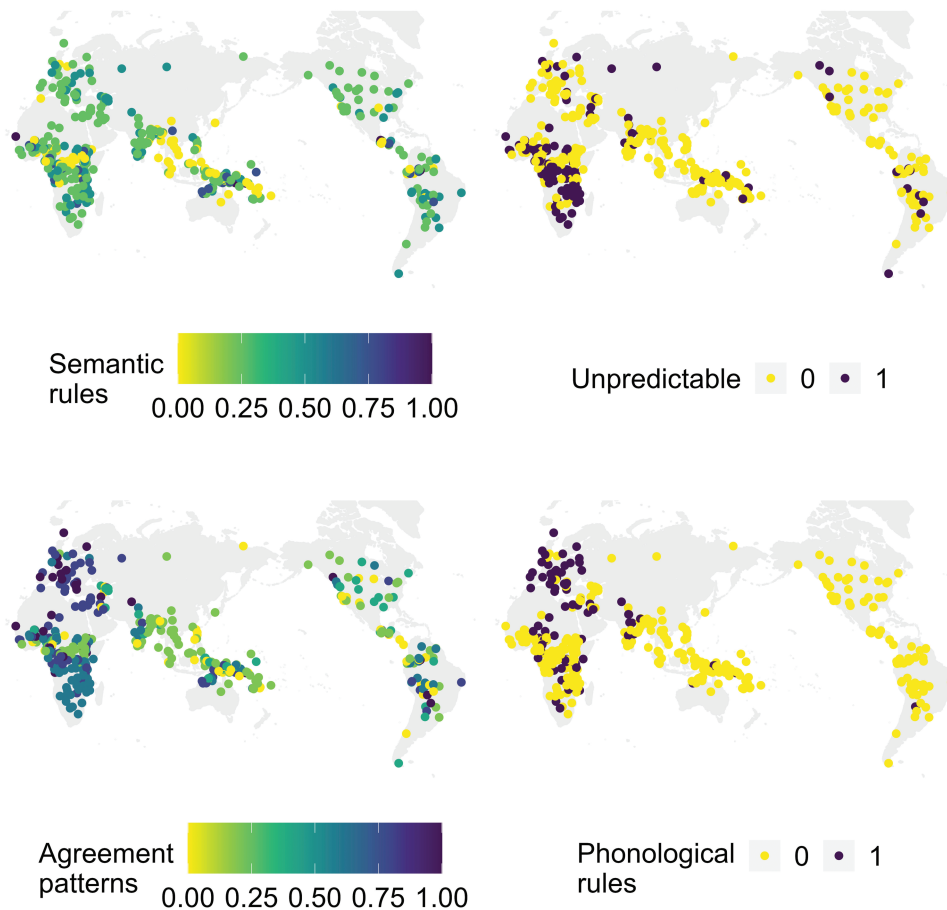 Semantic
rules
0.00 0.25 0.50 0.75 1.00
Unpredictable 0 1
Agreement
patterns
0.00 0.25 0.50 0.75 1.00
Phonological
rules
0 1